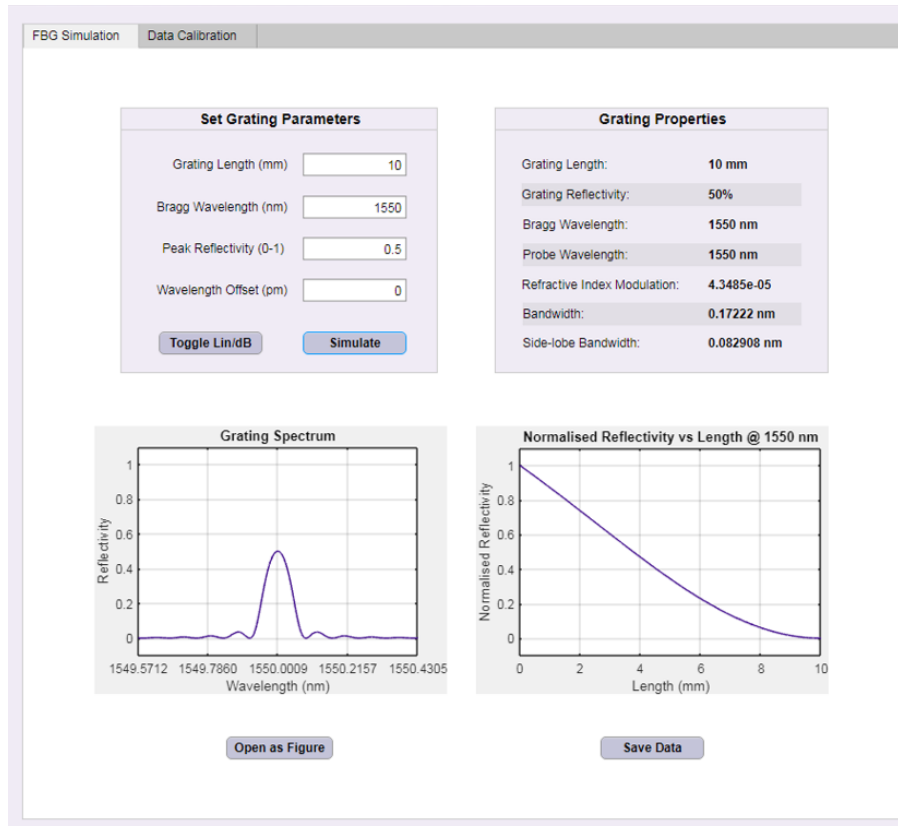 FBG Simulation Data Calibration
Set Grating Parameters
Grating Length (mm) 10
Bragg Wavelength (nm) 1550
Peak Reflectivity (0-1) 0.5
Wavelength Offset (pm) 0
Toggle Lin/dB Simulate
Grating Properties
Grating Length: 10 mm
Grating Reflectivity: 50%
Bragg Wavelength: 1550 nm
Probe Wavelength: 1550 nm
Refractive Index Modulation: 4.3485e-05
Bandwidth: 0.17222 nm
Side-lobe Bandwidth: 0.082908 nm
Grating Spectrum
Reflectivity
1
0.8
0.6
0.4
0.2
0
1549.5712 1549.7860 1550.0009 1550.2157 1550.4305
Wavelength (nm)
Normalised Reflectivity vs Length @ 1550 nm
Normalised Reflectivity
1
0.8
0.6
0.4
0.2
0
0 2 4 6 8 10
Length (mm)
Open as Figure
Save Data